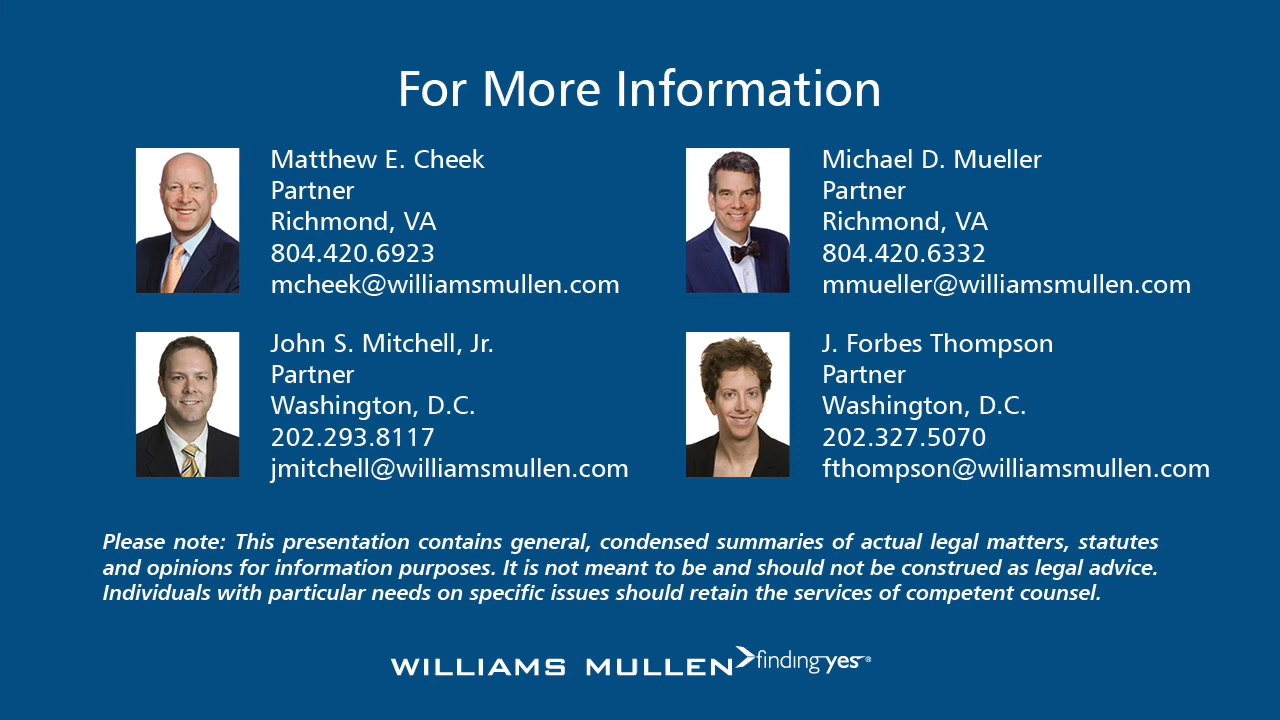 For More Information
Matthew E. Cheek
Partner
Richmond, VA
804.420.6923
mcheek@williamsmullen.com
Michael D. Mueller
Partner
Richmond, VA
804.420.6332
mmueller@williamsmullen.com
John S. Mitchell, Jr.
Partner
Washington, D.C.
202.293.8117
jmitchell@williamsmullen.com
J. Forbes Thompson
Partner
Washington, D.C.
202.327.5070
fthompson@williamsmullen.com
Please note: This presentation contains general, condensed summaries of actual legal matters, statutes
and opinions for information purposes. It is not meant to be and should not be construed as legal advice.
Individuals with particular needs on specific issues should retain the services of competent counsel.
WILLIAMS MULLEN finding yes®